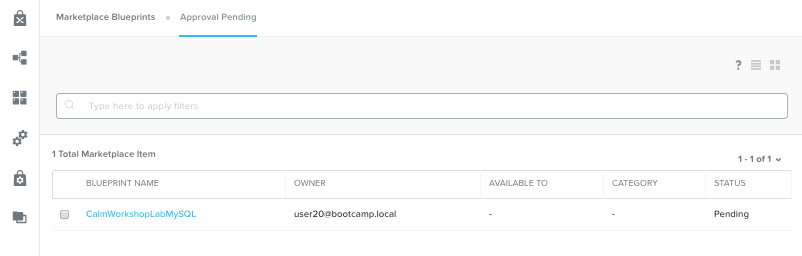 Marketplace Blueprints Approval Pending
?
Type here to apply filters
1 Total Marketplace Item
1 - 1 of 1
BLUEPRINT NAME OWNER AVAILABLE TO CATEGORY STATUS
CalmWorkshopLabMySQL user20@bootcamp.local - - Pending